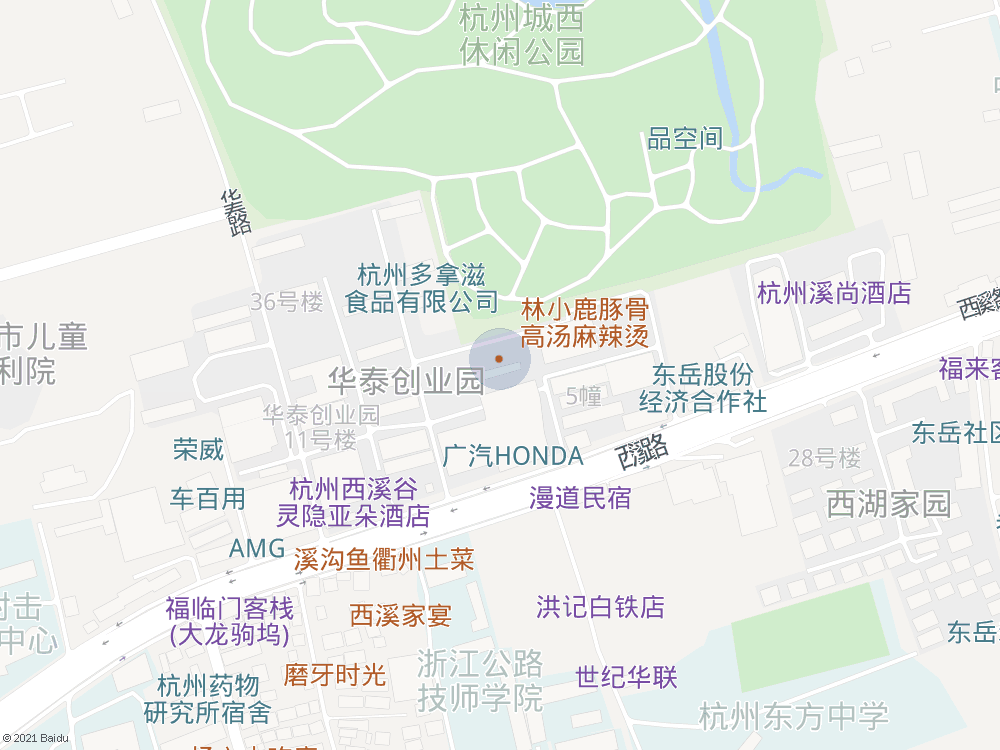 杭州城西
休闲公园
品空间
华泰路
杭州多拿滋
食品有限公司
36号楼
林小鹿豚骨
高汤麻辣烫
杭州溪尚酒店
西溪路
市儿童
利院
华泰创业园
华泰创业园
11号楼
5幢
东岳股份
经济合作社
福来客
东岳社区
荣威
广汽HONDA
西溪路
28号楼
车百用
杭州西溪谷
灵隐亚朵酒店
漫道民宿
西湖家园
AMG
溪沟鱼衢州土菜
射击
中心
福临门客栈
(大龙驹坞)
西溪家宴
洪记白铁店
东岳
浙江公路
技师学院
磨牙时光
世纪华联
杭州药物
研究所宿舍
杭州东方中学
© 2021 Baidu